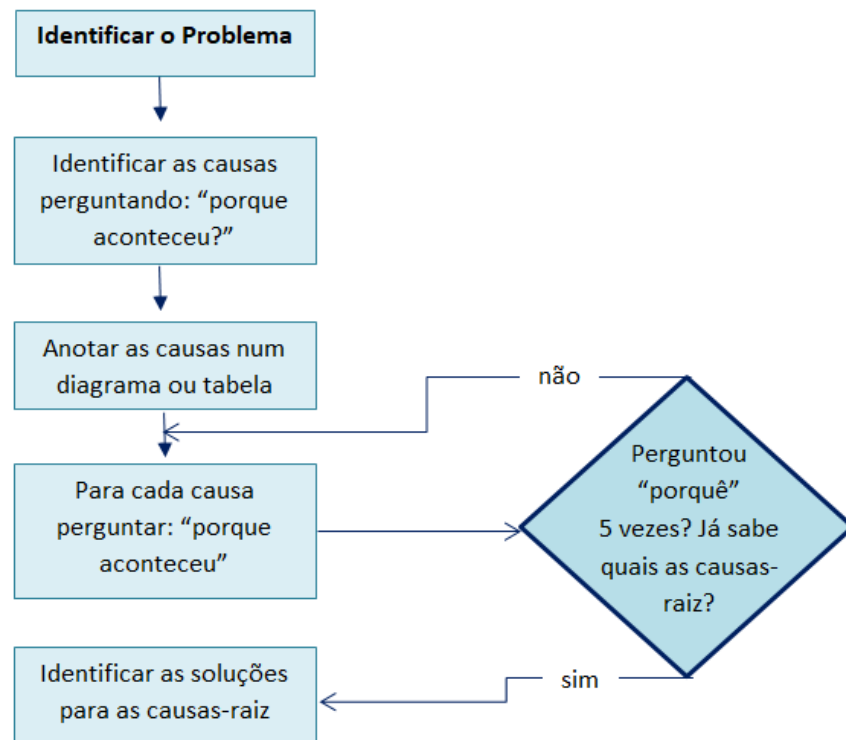 Identificar o Problema
Identificar as causas
perguntando: “porque
aconteceu?”
Anotar as causas num
diagrama ou tabela
não
Para cada causa
perguntar: “porque
aconteceu”
Perguntou
“porquê”
5 vezes? Já sabe
quais as causas-
raiz?
sim
Identificar as soluções
para as causas-raiz